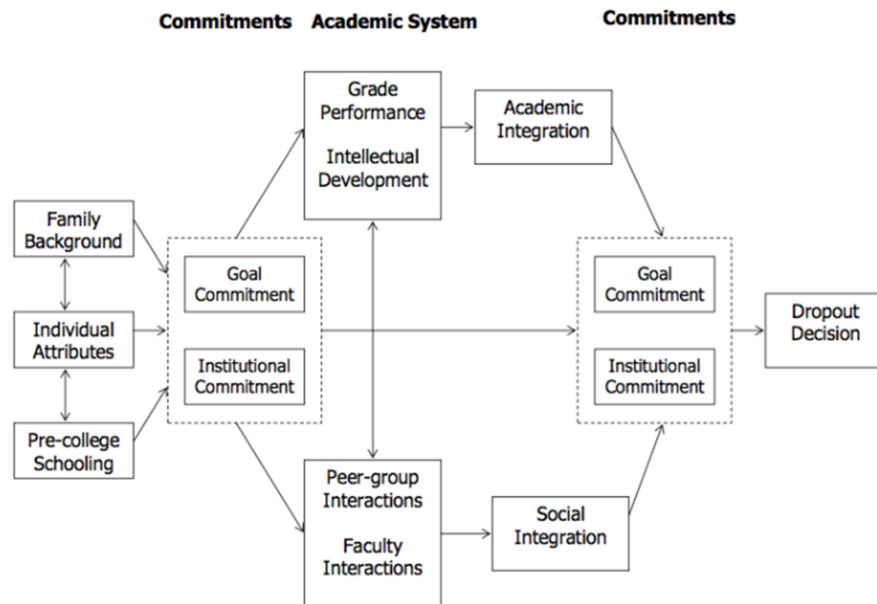 Commitments Academic System Commitments
Grade
Performance
Intellectual
Development
Academic
Integration
Family
Background
Individual
Attributes
Pre-college
Schooling
Goal
Commitment
Institutional
Commitment
Goal
Commitment
Institutional
Commitment
Dropout
Decision
Peer-group
Interactions
Faculty
Interactions
Social
Integration